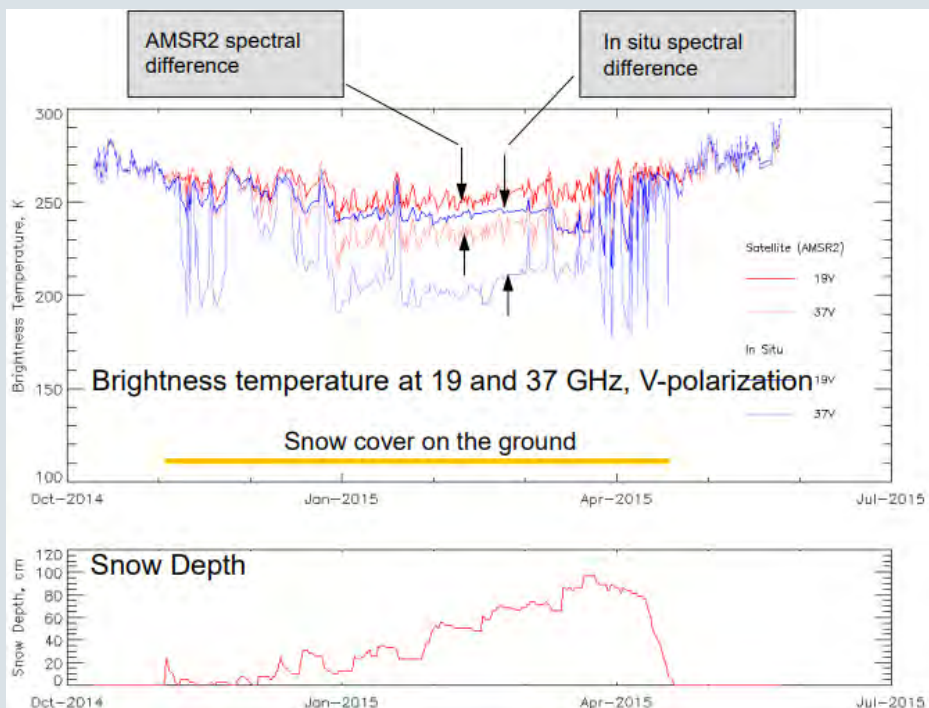 AMSR2 spectral
difference
In situ spectral
difference
300
250
200
150
100
Brightness Temperature, K
Satellite (AMSR2)
19V
37V
In Situ
19V
37V
Brightness temperature at 19 and 37 GHz, V-polarization
Snow cover on the ground
Oct-2014
Jan-2015
Apr-2015
Jul-2015
120
100
80
60
40
20
0
Snow Depth, cm
Snow Depth
Oct-2014
Jan-2015
Apr-2015
Jul-2015